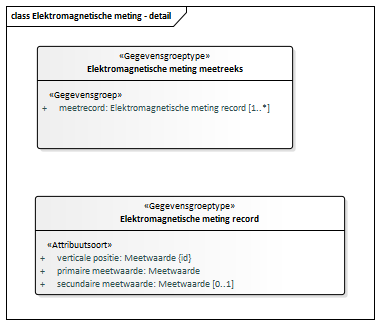 class Elektromagnetische meting - detail
«Gegevensgroeptype»
Elektromagnetische meting meetreeks
«Gegevensgroep»
+ meetrecord: Elektromagnetische meting record [1..*]
«Gegevensgroeptype»
Elektromagnetische meting record
«Attribuutsoort»
+ verticale positie: Meetwaarde {id}
+ primaire meetwaarde: Meetwaarde
+ secundaire meetwaarde: Meetwaarde [0..1]